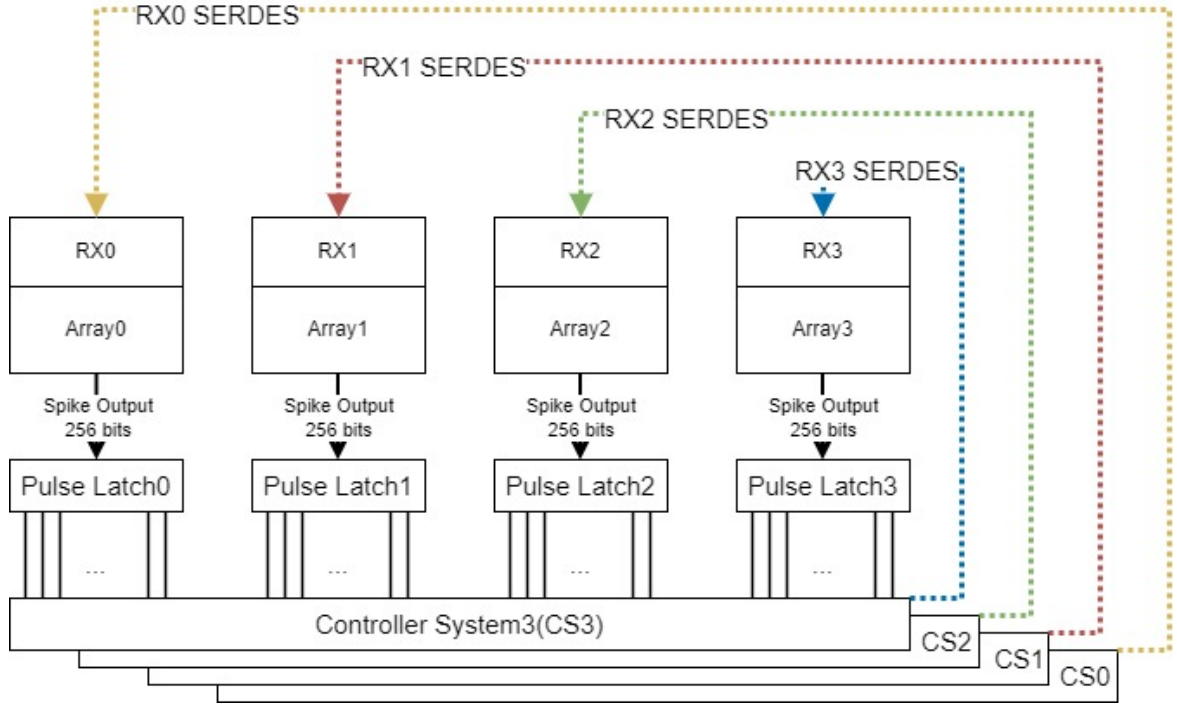 RX0 SERDES
RX1 SERDES
RX2 SERDES
RX3 SERDES
RX0
RX1
RX2
RX3
Array0
Array1
Array2
Array3
Spike Output
256 bits
Spike Output
256 bits
Spike Output
256 bits
Spike Output
256 bits
Pulse Latch0
Pulse Latch1
Pulse Latch2
Pulse Latch3
...
...
...
...
Controller System3(CS3)
CS2
CS1
CS0